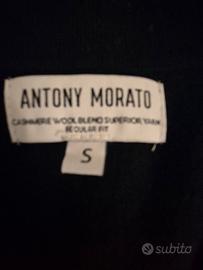 ANTONY MORATO
CASHMERE WOOL BLEND SUPERIOR YARN
REGULAR FIT
S
subito